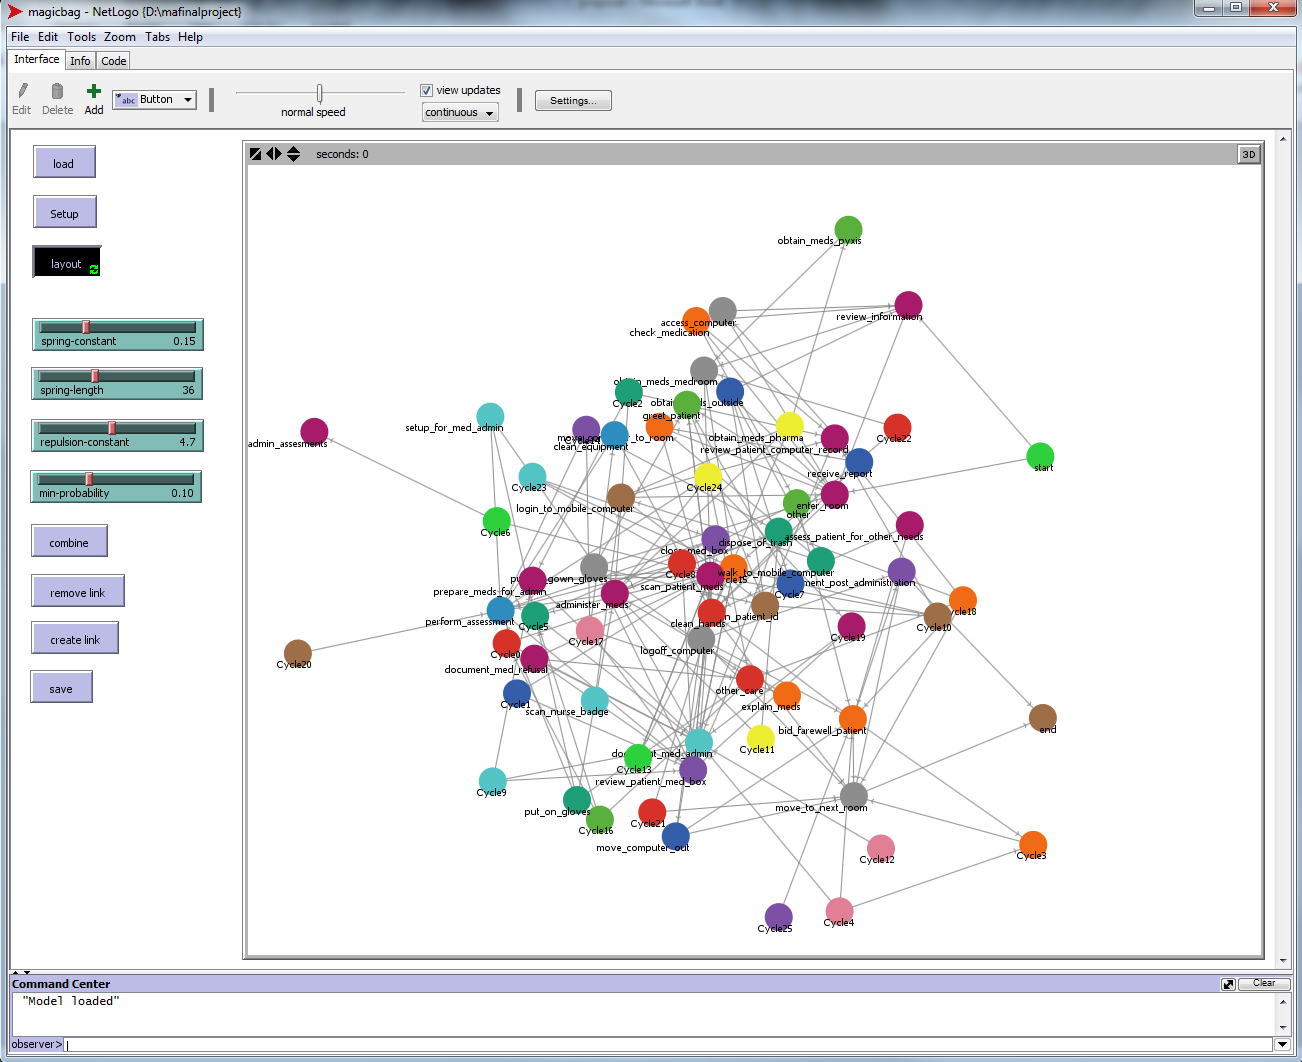 magicbag - NetLogo {D:\mafinalproject}
File Edit Tools Zoom Tabs Help
Interface Info Code
Edit Delete Add abc Button normal speed view updates continuous Settings...
load
Setup
layout
spring-constant 0.15
spring-length 36
repulsion-constant 4.7
min-probability 0.10
combine
remove link
create link
save
seconds: 0 3D
obtain_meds_pyxis
review_information
access_computer
check_medication
obtain_meds_medroom
Cycle2
greet_patient
setup_for_med_admin
admin_assesments
clean_equipment
obtain_meds_pharma
Cycle22
review_patient_computer_record
start
receive_report
Cycle23
Cycle24
login_to_mobile_computer
enter_room
other
Cycle6
dispose_of_trash
assess_patient_for_other_needs
walk_to_mobile_computer
Cycle8
scan_patient_meds
Cycle7
prepare_meds_for_admin
administer_meds
perform_assessment
Cycle5
clean_hands
Cycle10
Cycle17
Cycle19
logoff_computer
Cycle20
document_med_refusal
other_care
Cycle1
scan_nurse_badge
explain_meds
bid_farewell_patient
end
Cycle11
Cycle13
review_patient_med_box
Cycle9
move_to_next_room
put_on_gloves
Cycle16
Cycle21
move_computer_out
Cycle12
Cycle3
Cycle4
Cycle25
Command Center Clear
"Model loaded"
observer>